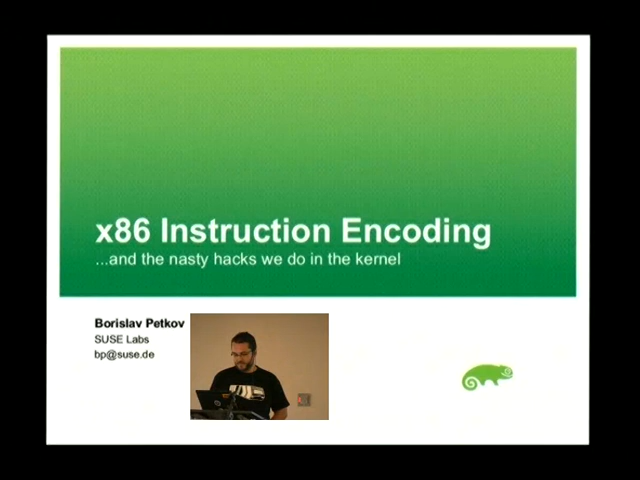 x86 Instruction Encoding
...and the nasty hacks we do in the kernel
Borislav Petkov
SUSE Labs
bp@suse.de